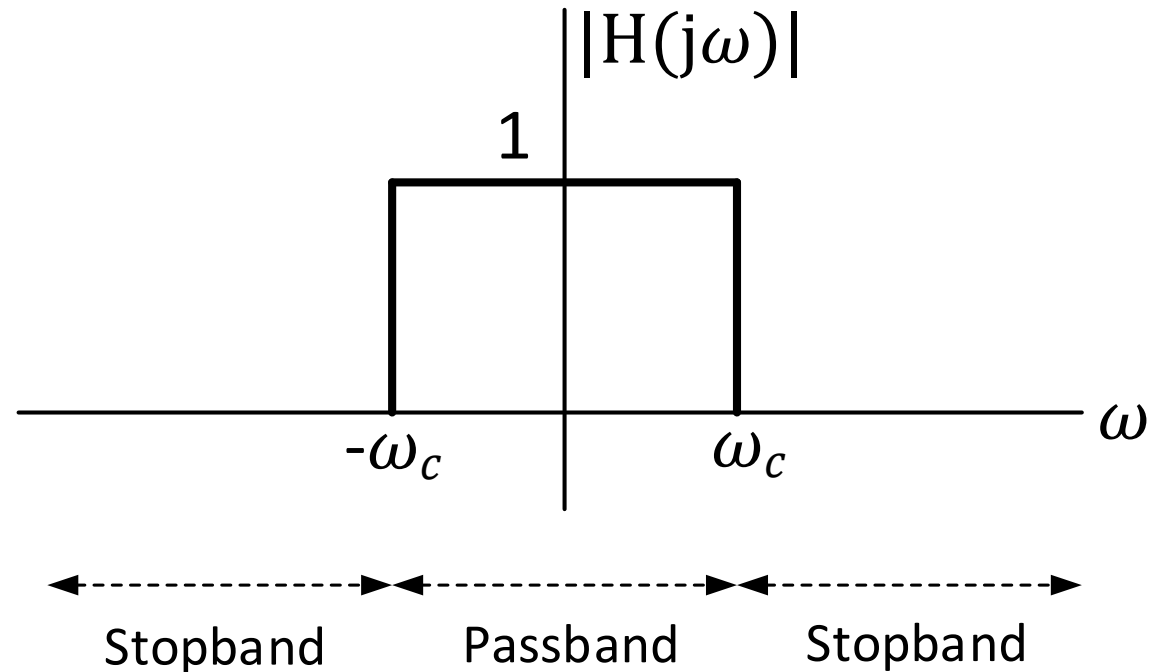 |H(jω)|
1
-ω_c
ω_c
ω
Stopband
Passband
Stopband